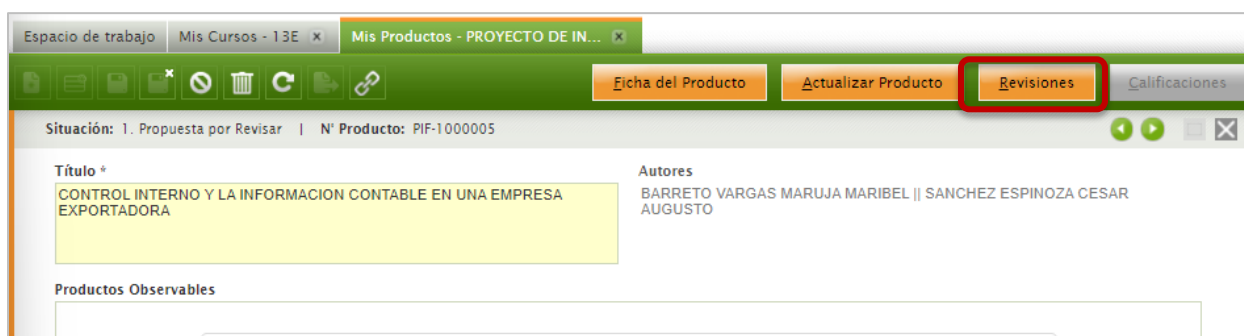 Espacio de trabajo Mis Cursos - 13E x Mis Productos - PROYECTO DE IN... x
Ficha del Producto Actualizar Producto Revisiones Calificaciones
Situación: 1. Propuesta por Revisar | N° Producto: PIF-1000005
Título * Autores
CONTROL INTERNO Y LA INFORMACION CONTABLE EN UNA EMPRESA BARRETO VARGAS MARUJA MARIBEL || SANCHEZ ESPINOZA CESAR
EXPORTADORA AUGUSTO
Productos Observables